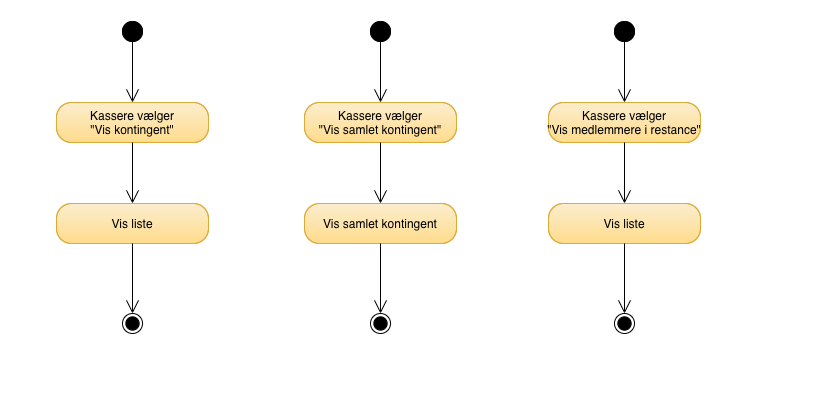 Kassere vælger
"Vis kontingent"
Kassere vælger
"Vis samlet kontingent"
Kassere vælger
"Vis medlemmere i restance"
Vis liste
Vis samlet kontingent
Vis liste